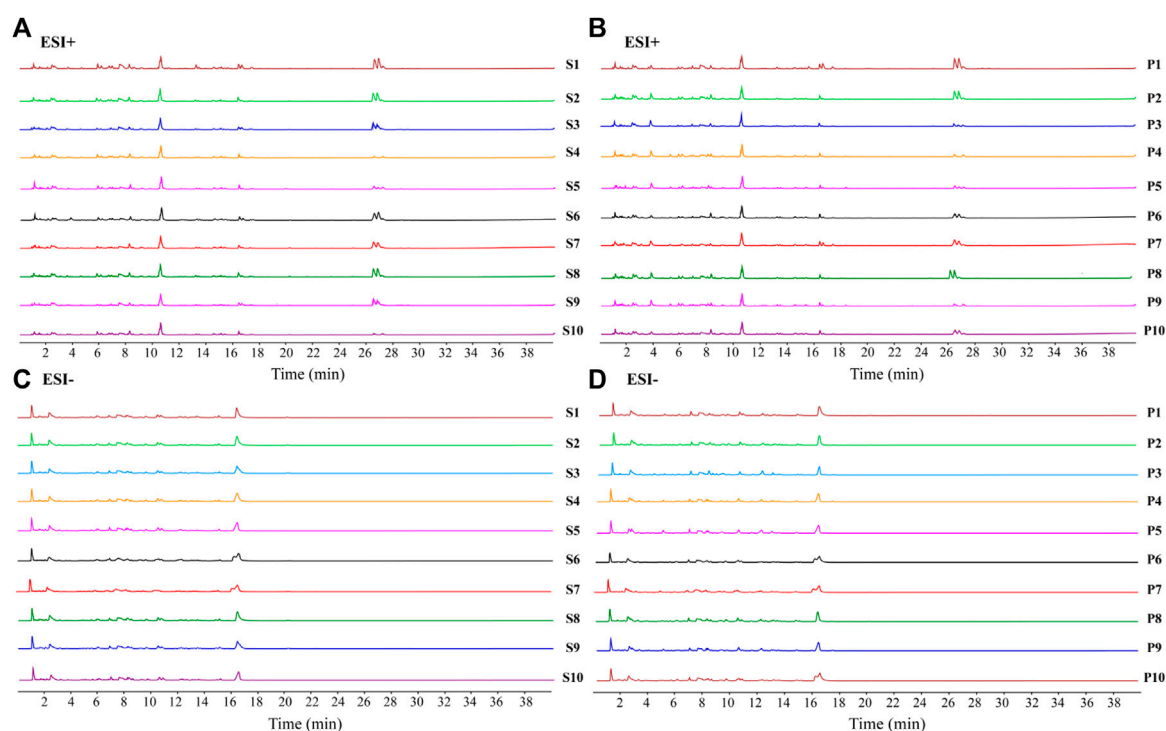 A ESI+
S1
S2
S3
S4
S5
S6
S7
S8
S9
S10
2 4 6 8 10 12 14 16 18 20 22 24 26 28 30 32 34 36 38
Time (min)
B ESI+
P1
P2
P3
P4
P5
P6
P7
P8
P9
P10
2 4 6 8 10 12 14 16 18 20 22 24 26 28 30 32 34 36 38
Time (min)
C ESI-
S1
S2
S3
S4
S5
S6
S7
S8
S9
S10
2 4 6 8 10 12 14 16 18 20 22 24 26 28 30 32 34 36 38
Time (min)
D ESI-
P1
P2
P3
P4
P5
P6
P7
P8
P9
P10
2 4 6 8 10 12 14 16 18 20 22 24 26 28 30 32 34 36 38
Time (min)